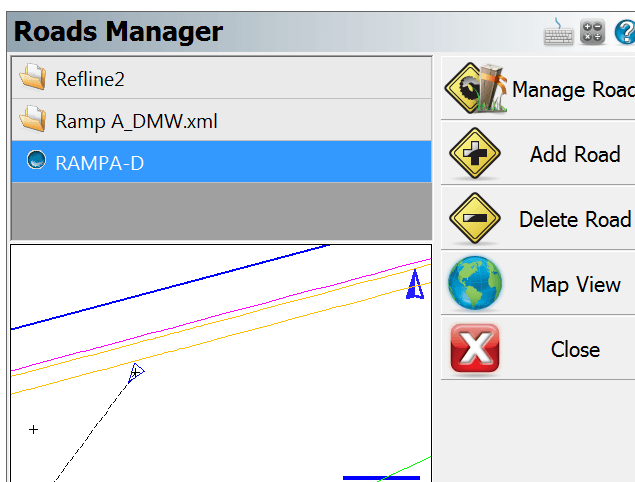 Roads Manager
Refline2
Ramp A_DMW.xml
RAMPA-D
Manage Road
Add Road
Delete Road
Map View
Close